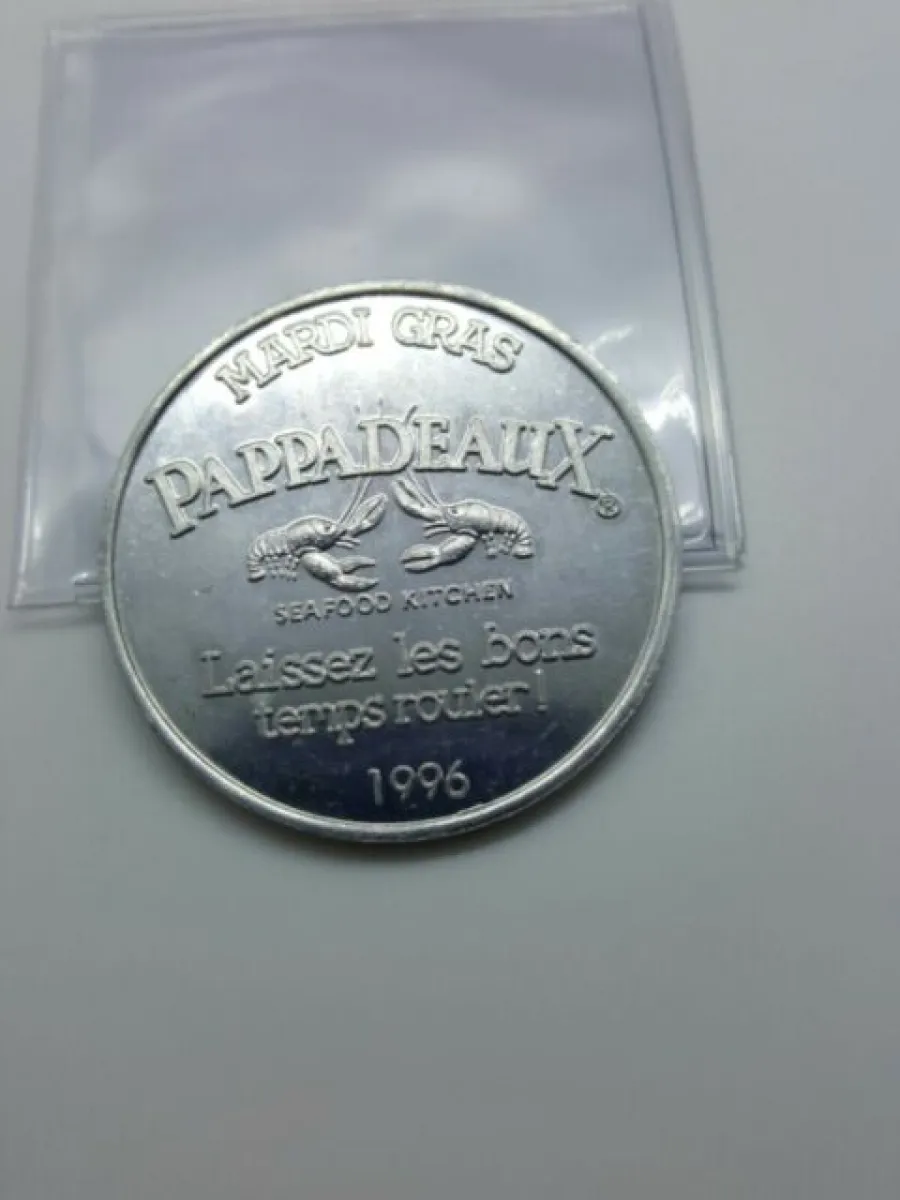 MARDI GRAS
PAPPADEAUX®
SEAFOOD KITCHEN
Laissez les bons
temps rouler!
1996